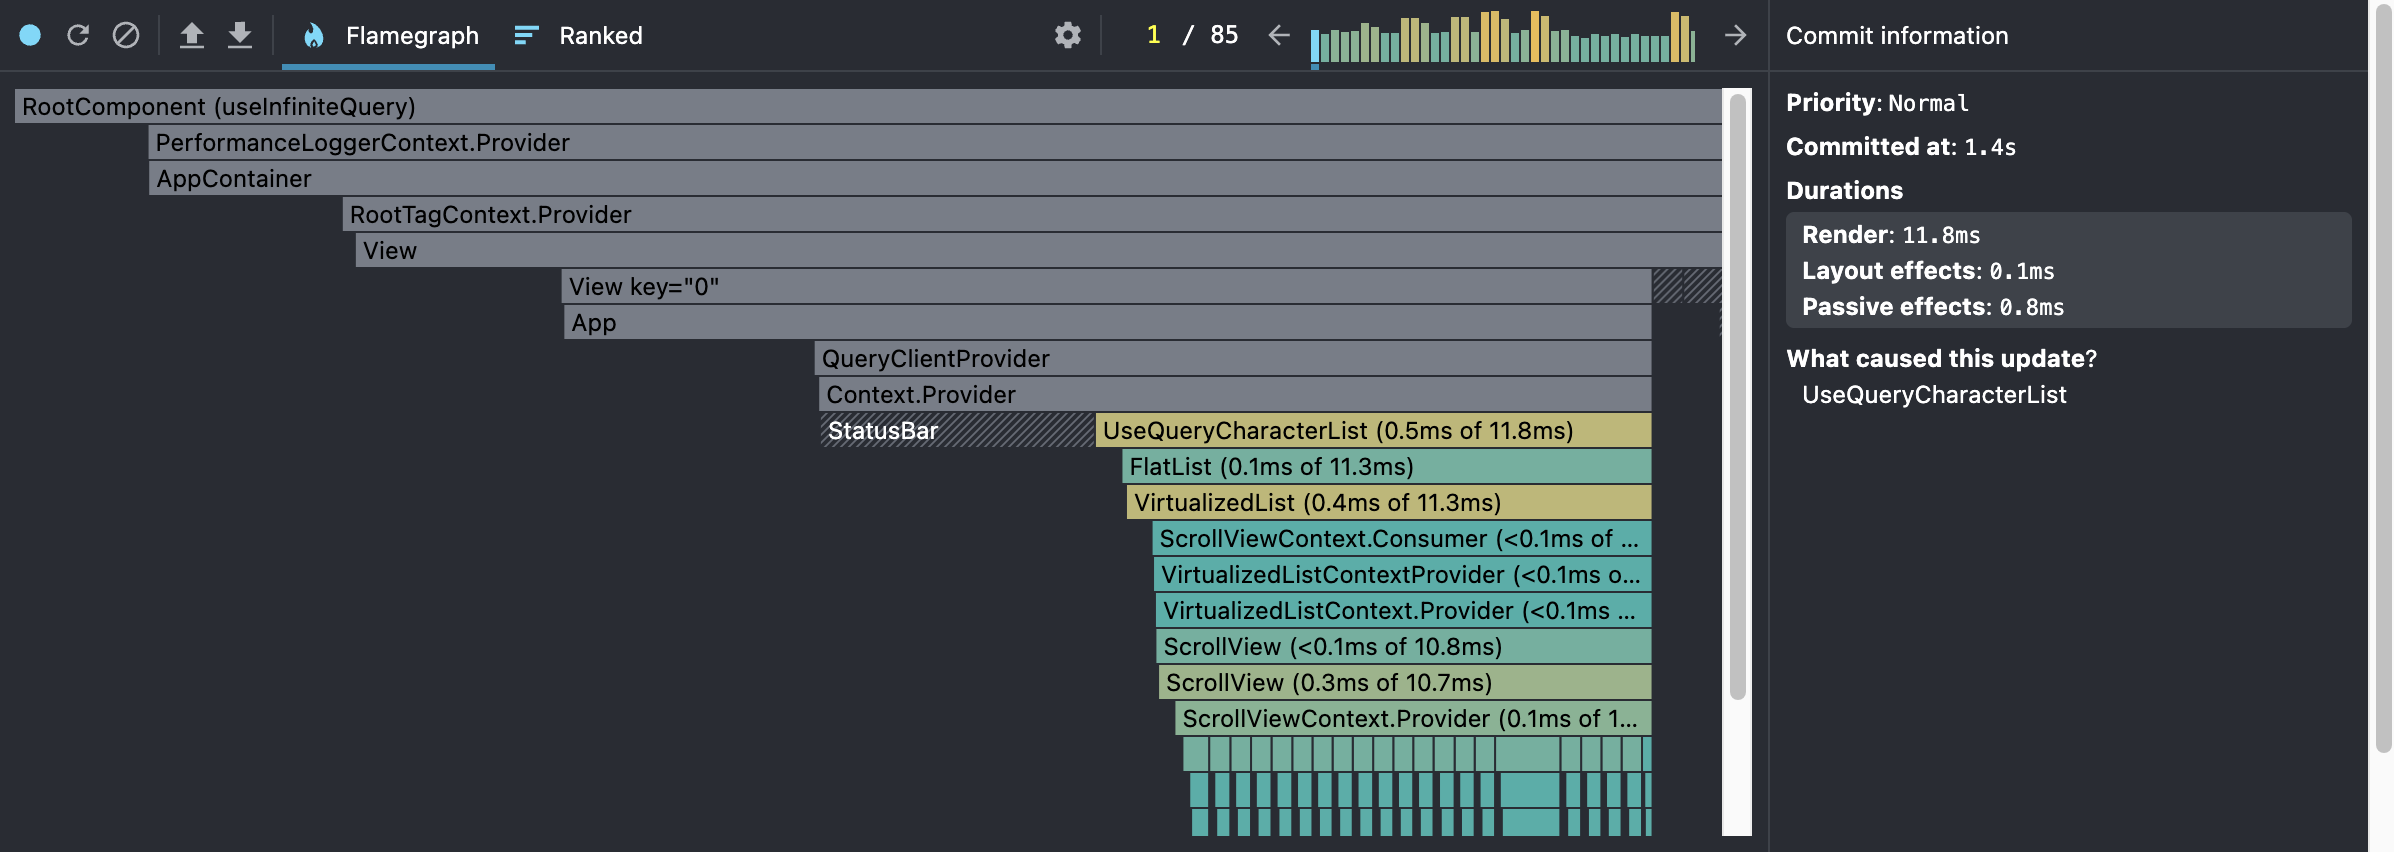 Flamegraph Ranked 1 / 85 Commit information
RootComponent (useInfiniteQuery)
PerformanceLoggerContext.Provider
AppContainer
RootTagContext.Provider
View
View key="0"
App
QueryClientProvider
Context.Provider
StatusBar UseQueryCharacterList (0.5ms of 11.8ms)
FlatList (0.1ms of 11.3ms)
VirtualizedList (0.4ms of 11.3ms)
ScrollViewContext.Consumer (<0.1ms of ...
VirtualizedListContextProvider (<0.1ms o...
VirtualizedListContext.Provider (<0.1ms ...
ScrollView (<0.1ms of 10.8ms)
ScrollView (0.3ms of 10.7ms)
ScrollViewContext.Provider (0.1ms of 1...
Priority: Normal
Committed at: 1.4s
Durations
Render: 11.8ms
Layout effects: 0.1ms
Passive effects: 0.8ms
What caused this update?
UseQueryCharacterList